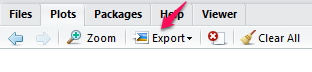 Files Plots Packages Help Viewer
Zoom Export Clear All